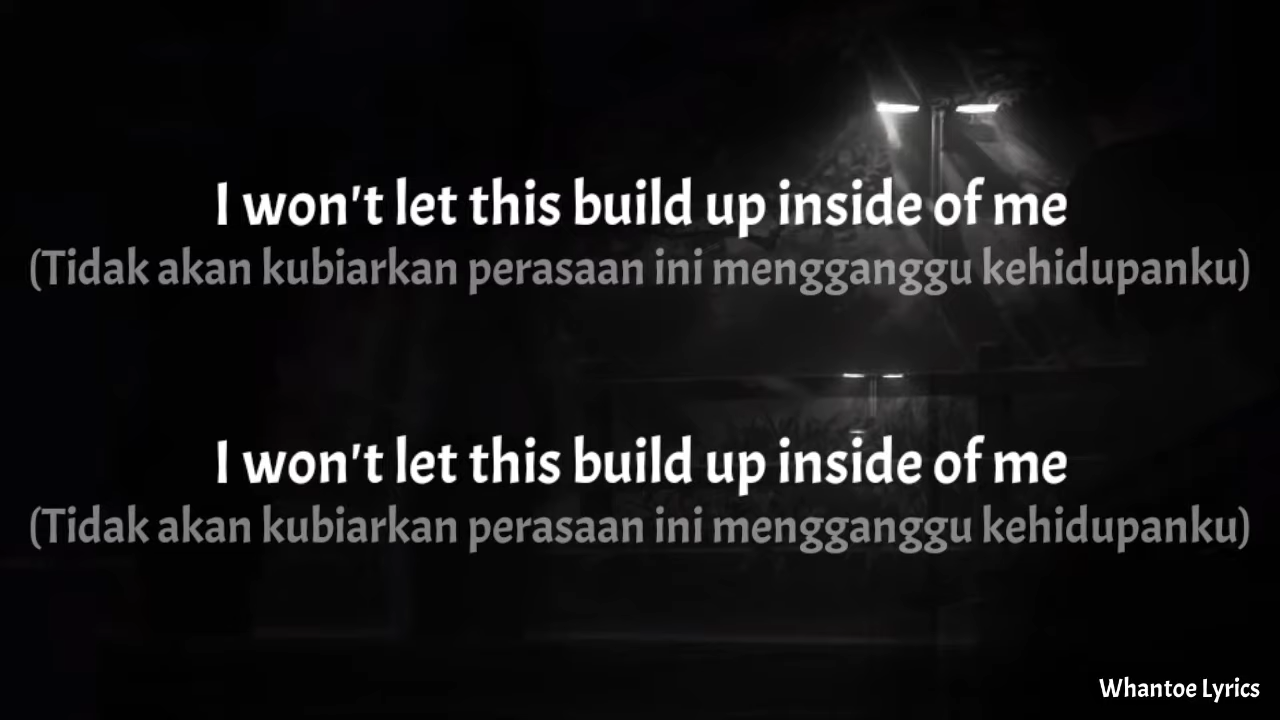 I won't let this build up inside of me
(Tidak akan kubiarkan perasaan ini mengganggu kehidupanku)
I won't let this build up inside of me
(Tidak akan kubiarkan perasaan ini mengganggu kehidupanku)
Whantoe Lyrics